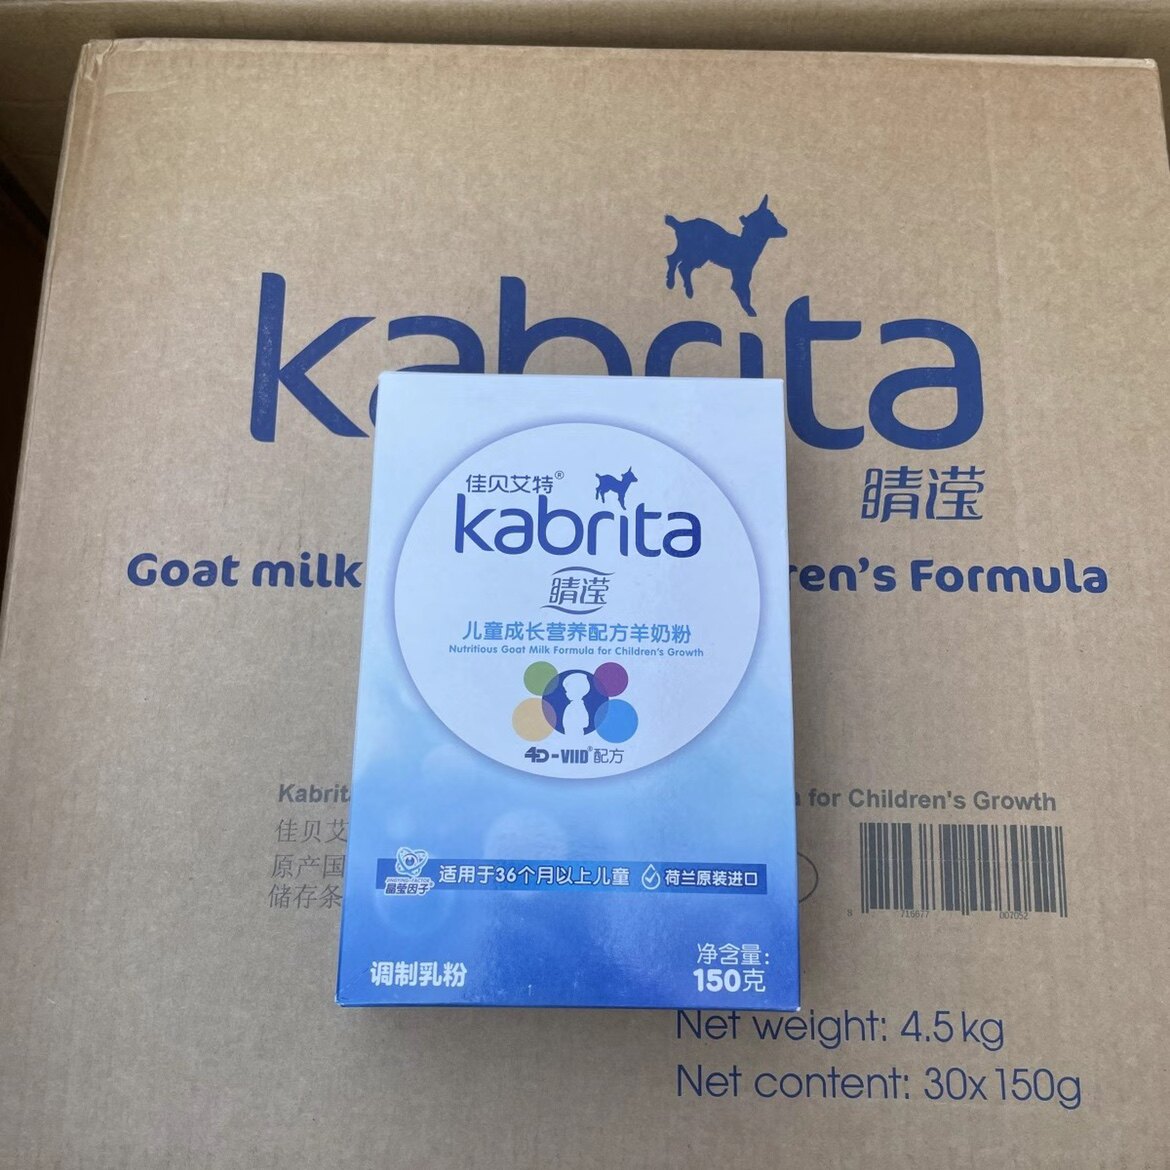 kabrita
睛滢
Goat milk
ren's Formula
佳贝艾特®
kabrita
睛滢
儿童成长营养配方羊奶粉
Nutritious Goat Milk Formula for Children's Growth
4D-VIID®配方
Kabrit
for Children's Growth
佳贝艾
原产国
储存条
8 716677 007052
晶莹因子
适用于36个月以上儿童
荷兰原装进口
调制乳粉
净含量:
150克
Net weight: 4.5kg
Net content: 30x150g